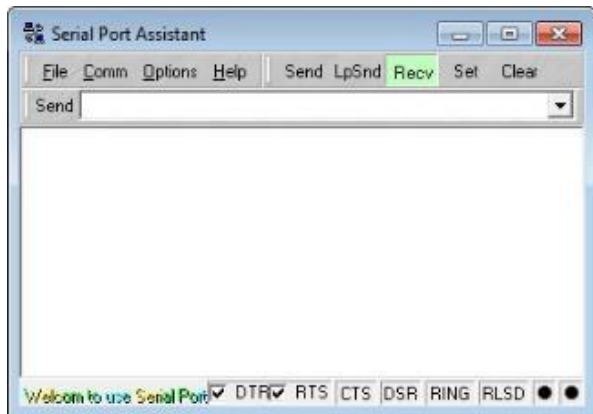 Serial Port Assistant
File Comm Options Help Send LpSnd Recv Set Clear
Send
Welcom to use Serial Port DTR RTS CTS DSR RING RLSD